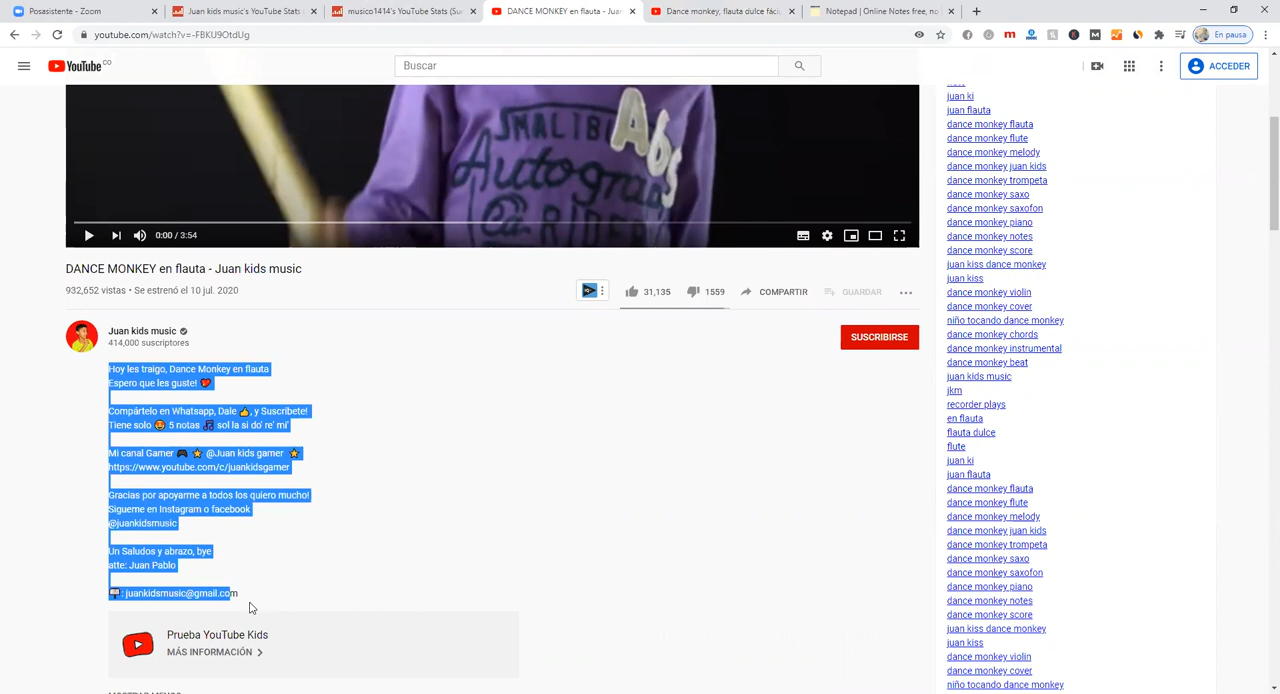 Posasistente - Zoom
Juan kids music's YouTube Stats
musico1414's YouTube Stats (Su
DANCE MONKEY en flauta - Jua
Dance monkey, flauta dulce fác
Notepad | Online Notes free, no
youtube.com/watch?v=-FBKU9OtdUg
En pausa
YouTube CO
Buscar
ACCEDER
SMALTBU
Autograp
juan ki
juan flauta
dance monkey flauta
dance monkey flute
dance monkey melody
dance monkey juan kids
dance monkey trompeta
dance monkey saxo
dance monkey saxofon
dance monkey piano
dance monkey notes
dance monkey score
juan kiss dance monkey
juan kiss
dance monkey violin
dance monkey cover
niño tocando dance monkey
dance monkey chords
dance monkey instrumental
dance monkey beat
juan kids music
jkm
recorder plays
en flauta
flauta dulce
flute
juan ki
juan flauta
dance monkey flauta
dance monkey flute
dance monkey melody
dance monkey juan kids
dance monkey trompeta
dance monkey saxo
dance monkey saxofon
dance monkey piano
dance monkey notes
dance monkey score
juan kiss dance monkey
juan kiss
dance monkey violin
dance monkey cover
niño tocando dance monkey
0:00 / 3:54
DANCE MONKEY en flauta - Juan kids music
932,652 vistas • Se estrenó el 10 jul. 2020
31,135
1559
COMPARTIR
GUARDAR
Juan kids music
414,000 suscriptores
SUSCRIBIRSE
Hoy les traigo, Dance Monkey en flauta
Espero que les guste! ❤️
Compártelo en Whatsapp, Dale 👍 y Suscribete!
Tiene solo 🤩 5 notas 🎵 sol la si do' re' mi'
Mi canal Gamer 🎮 ⭐ @Juan kids gamer ⭐
https://www.youtube.com/c/juankidsgamer
Gracias por apoyarme a todos los quiero mucho!
Sigueme en Instagram o facebook
@juankidsmusic
Un Saludos y abrazo, bye
atte: Juan Pablo
: juankidsmusic@gmail.com
Prueba YouTube Kids
MÁS INFORMACIÓN
MOSTRAR MENOS